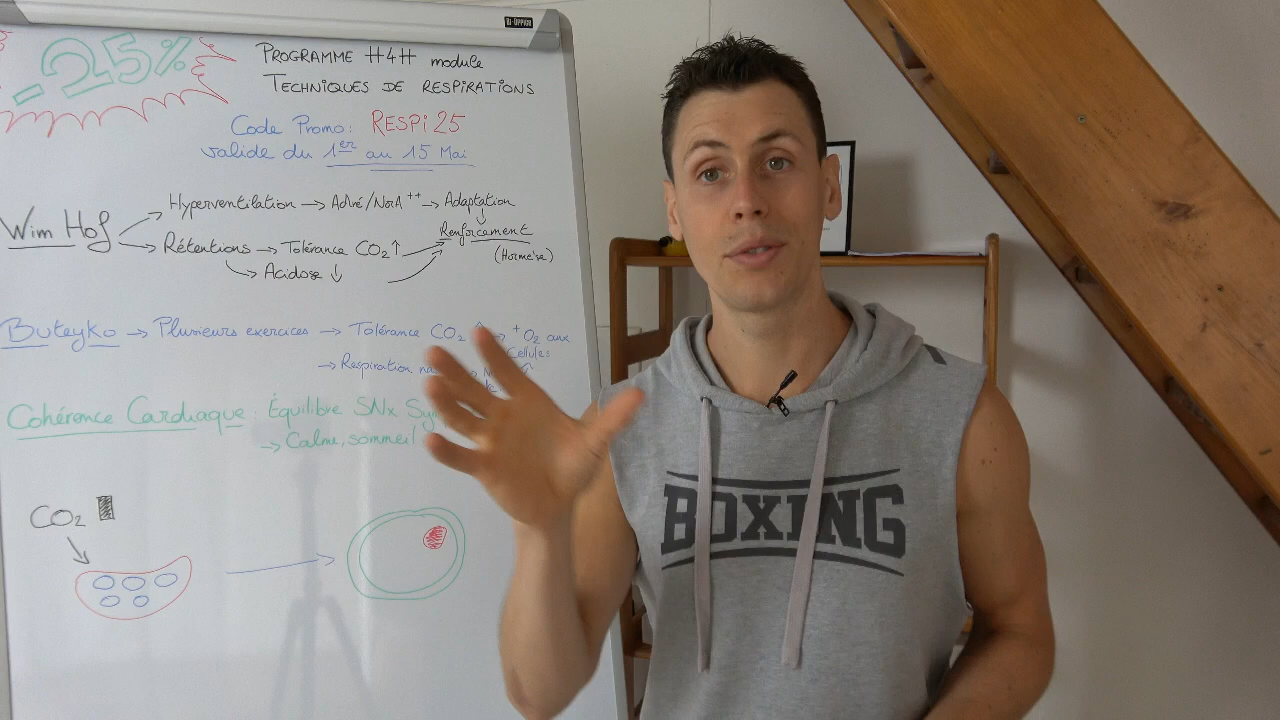 -25%
PROGRAMME H4H module
TECHNIQUES DE RESPIRATIONS
Code Promo: RESPi 25
valide du 1er au 15 Mai
Wim Hof
Hyperventilation → Adré/NorA ++ → Adaptation
↓
Rétentions → Tolérance CO2 ↑
Renforcement
(Hormèse)
→ Acidose ↓
Buteyko → Plusieurs exercices → Tolérance CO2 → + O2 aux
Cellules
→ Respiration
Cohérence Cardiaque : Équilibre SNx
→ Calme, sommeil
CO2
BOXING